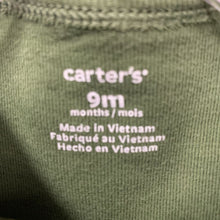 carter's
9m
months / mois
Made in Vietnam
Fabriqué au Vietnam
Hecho en Vietnam